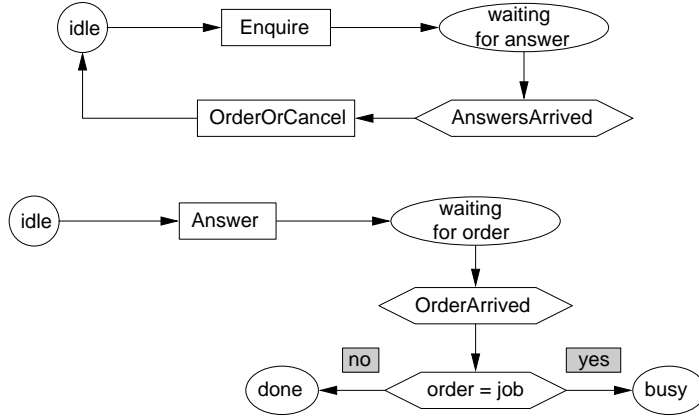 idle
Enquire
waiting
for answer
OrderOrCancel
AnswersArrived
idle
Answer
waiting
for order
OrderArrived
no
yes
done
order = job
busy